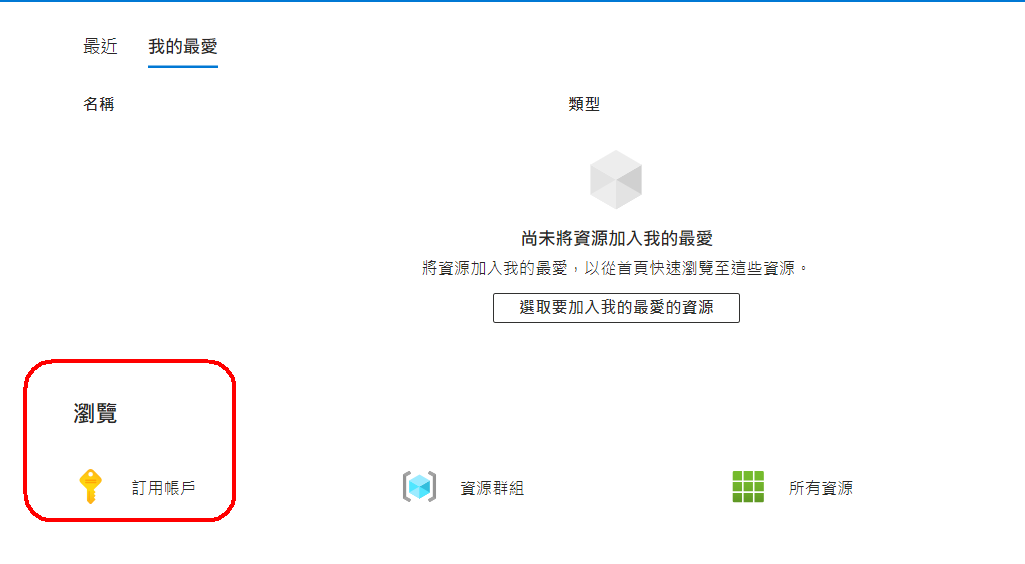 最近 我的最愛
名稱 類型
尚未將資源加入我的最愛
將資源加入我的最愛，以從首頁快速瀏覽至這些資源。
選取要加入我的最愛的資源
瀏覽
訂用帳戶 資源群組 所有資源